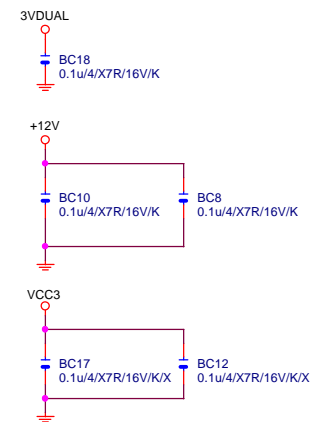 3VDUAL
BC18
0.1u/4/X7R/16V/K
+12V
BC10
0.1u/4/X7R/16V/K
BC8
0.1u/4/X7R/16V/K
VCC3
BC17
0.1u/4/X7R/16V/K/X
BC12
0.1u/4/X7R/16V/K/X